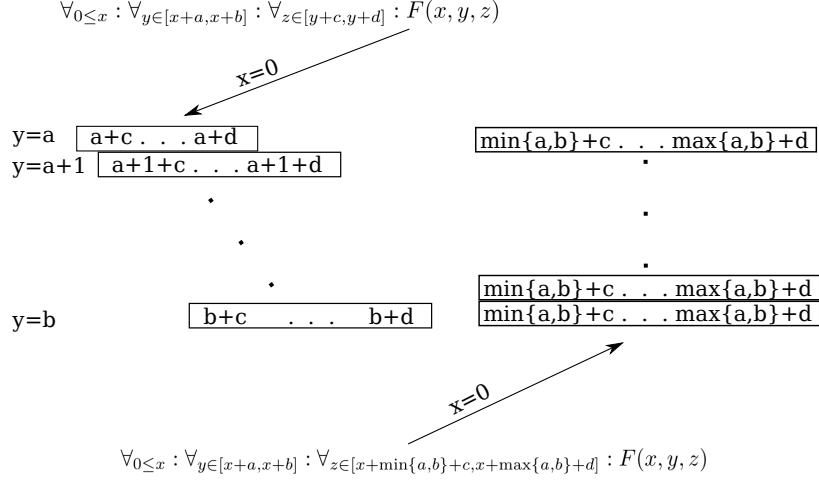 ∀_{0≤x} : ∀_{y∈[x+a,x+b]} : ∀_{z∈[y+c,y+d]} : F(x, y, z)
x=0
y=a a+c . . . a+d min{a,b}+c . . . max{a,b}+d
y=a+1 a+1+c . . . a+1+d
min{a,b}+c . . . max{a,b}+d
y=b b+c . . . b+d min{a,b}+c . . . max{a,b}+d
x=0
∀_{0≤x} : ∀_{y∈[x+a,x+b]} : ∀_{z∈[x+min{a,b}+c,x+max{a,b}+d]} : F(x, y, z)